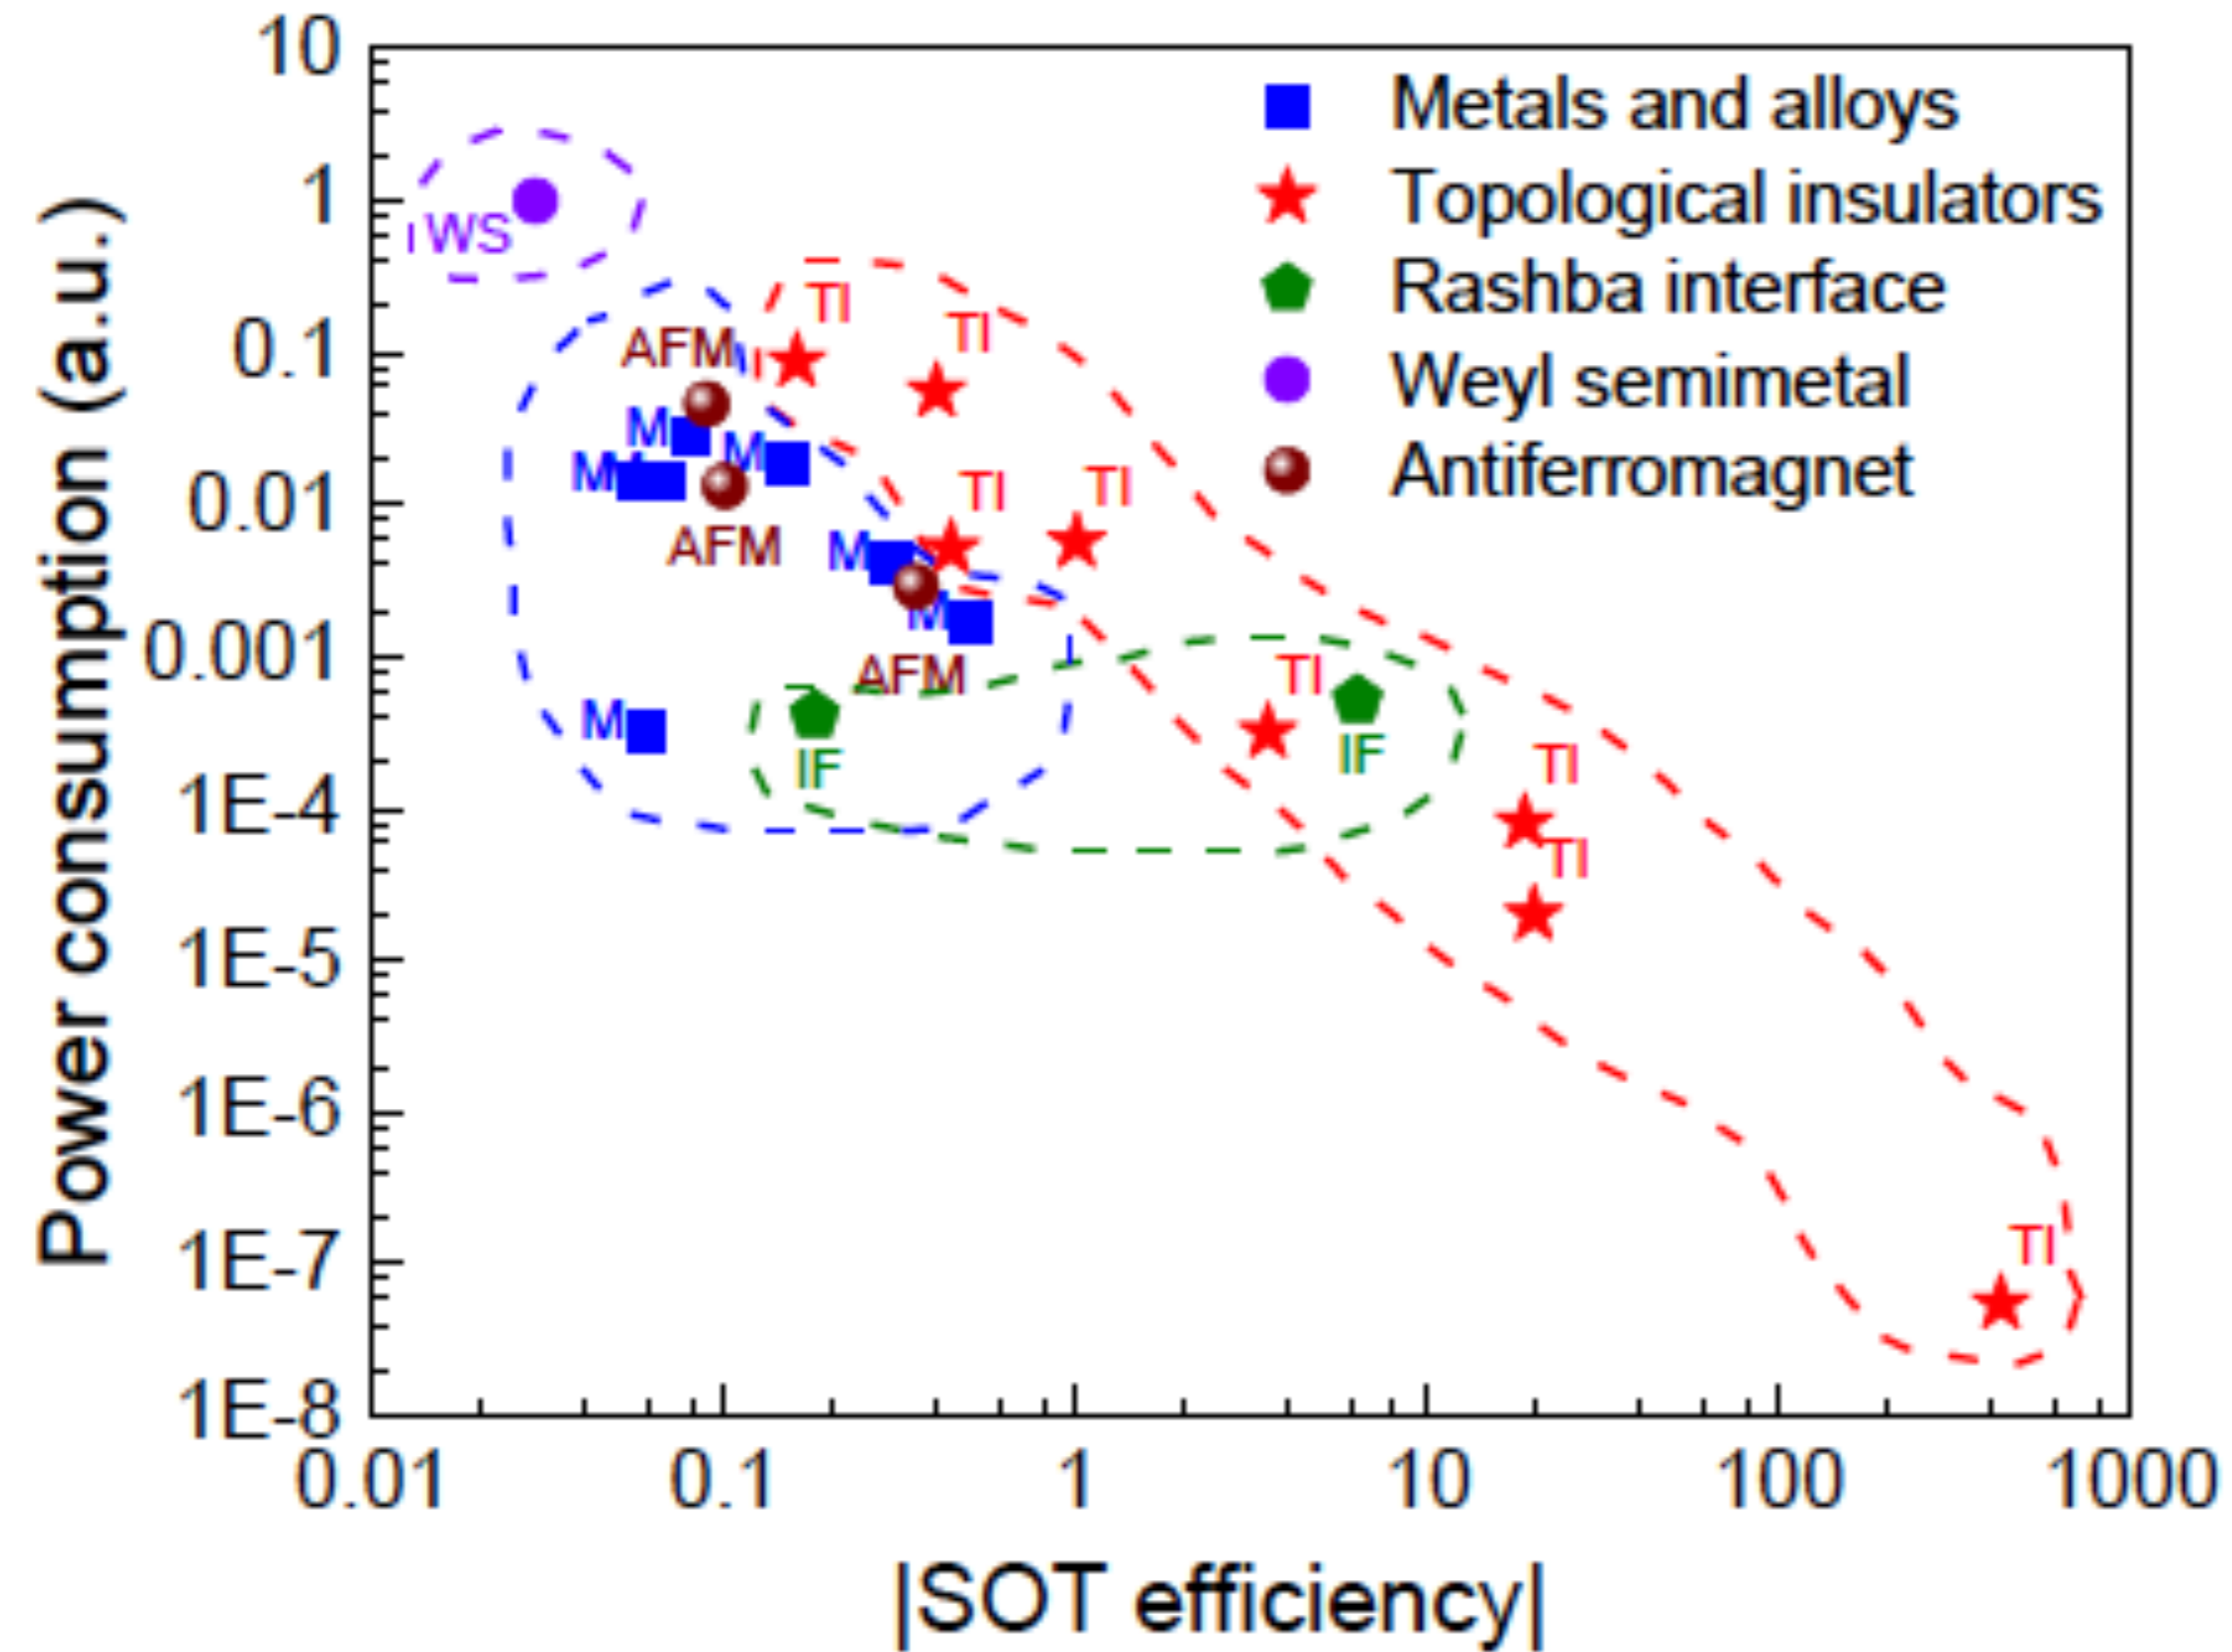 10
1
0.1
0.01
0.001
1E-4
1E-5
1E-6
1E-7
1E-8
Power consumption (a.u.)
0.01
0.1
1
10
100
1000
|SOT efficiency|
Metals and alloys
Topological insulators
Rashba interface
Weyl semimetal
Antiferromagnet
WS
TI
TI
AFM
M
M
M
TI
TI
AFM
M
M
AFM
TI
M
IF
IF
TI
TI
TI